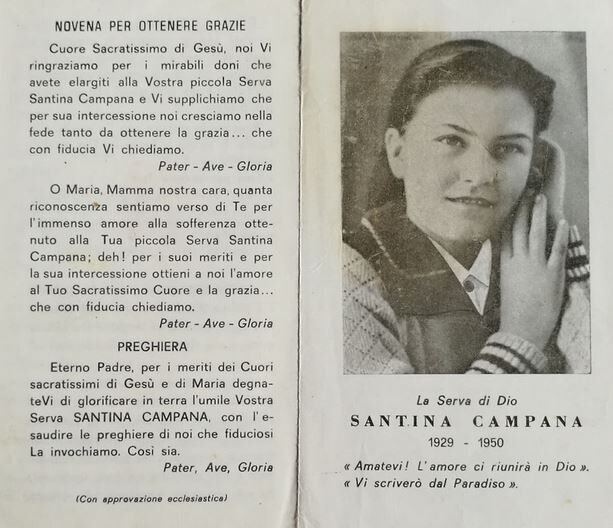 NOVENA PER OTTENERE GRAZIE
Cuore Sacratissimo di Gesù, noi Vi
ringraziamo per i mirabili doni che
avete elargiti alla Vostra piccola Serva
Santina Campana e Vi supplichiamo che
per sua intercessione noi cresciamo nella
fede tanto da ottenere la grazia... che
con fiducia Vi chiediamo.
Pater - Ave - Gloria
O Maria, Mamma nostra cara, quanta
riconoscenza sentiamo verso di Te per
l'immenso amore alla sofferenza otte-
nuto alla Tua piccola Serva Santina
Campana; deh! per i suoi meriti e per
la sua intercessione ottieni a noi l'amore
al Tuo Sacratissimo Cuore e la grazia...
che con fiducia chiediamo.
Pater - Ave - Gloria
PREGHIERA
Eterno Padre, per i meriti dei Cuori
sacratissimi di Gesù e di Maria degna-
teVi di glorificare in terra l'umile Vostra
Serva SANTINA CAMPANA, con l'e-
saudire le preghiere di noi che fiduciosi
La invochiamo. Così sia.
Pater, Ave, Gloria
(Con approvazione ecclesiastica)
La Serva di Dio
SANTINA CAMPANA
1929 - 1950
« Amatevi! L'amore ci riunirà in Dio ».
« Vi scriverò dal Paradiso ».